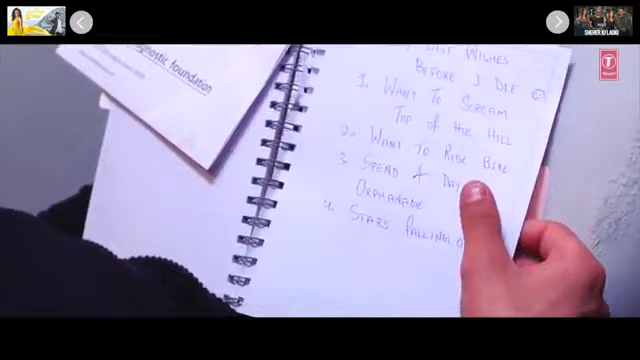 SHEHER KI LADKI
T
diagnostic foundation
WISHES
BEFORE I DIE
1. WANT TO SCREAM
TOP OF THE HILL
2. WANT TO RIDE BIKE
3. SPEND A DAY
ORPHANAGE
4. STARS FALLING